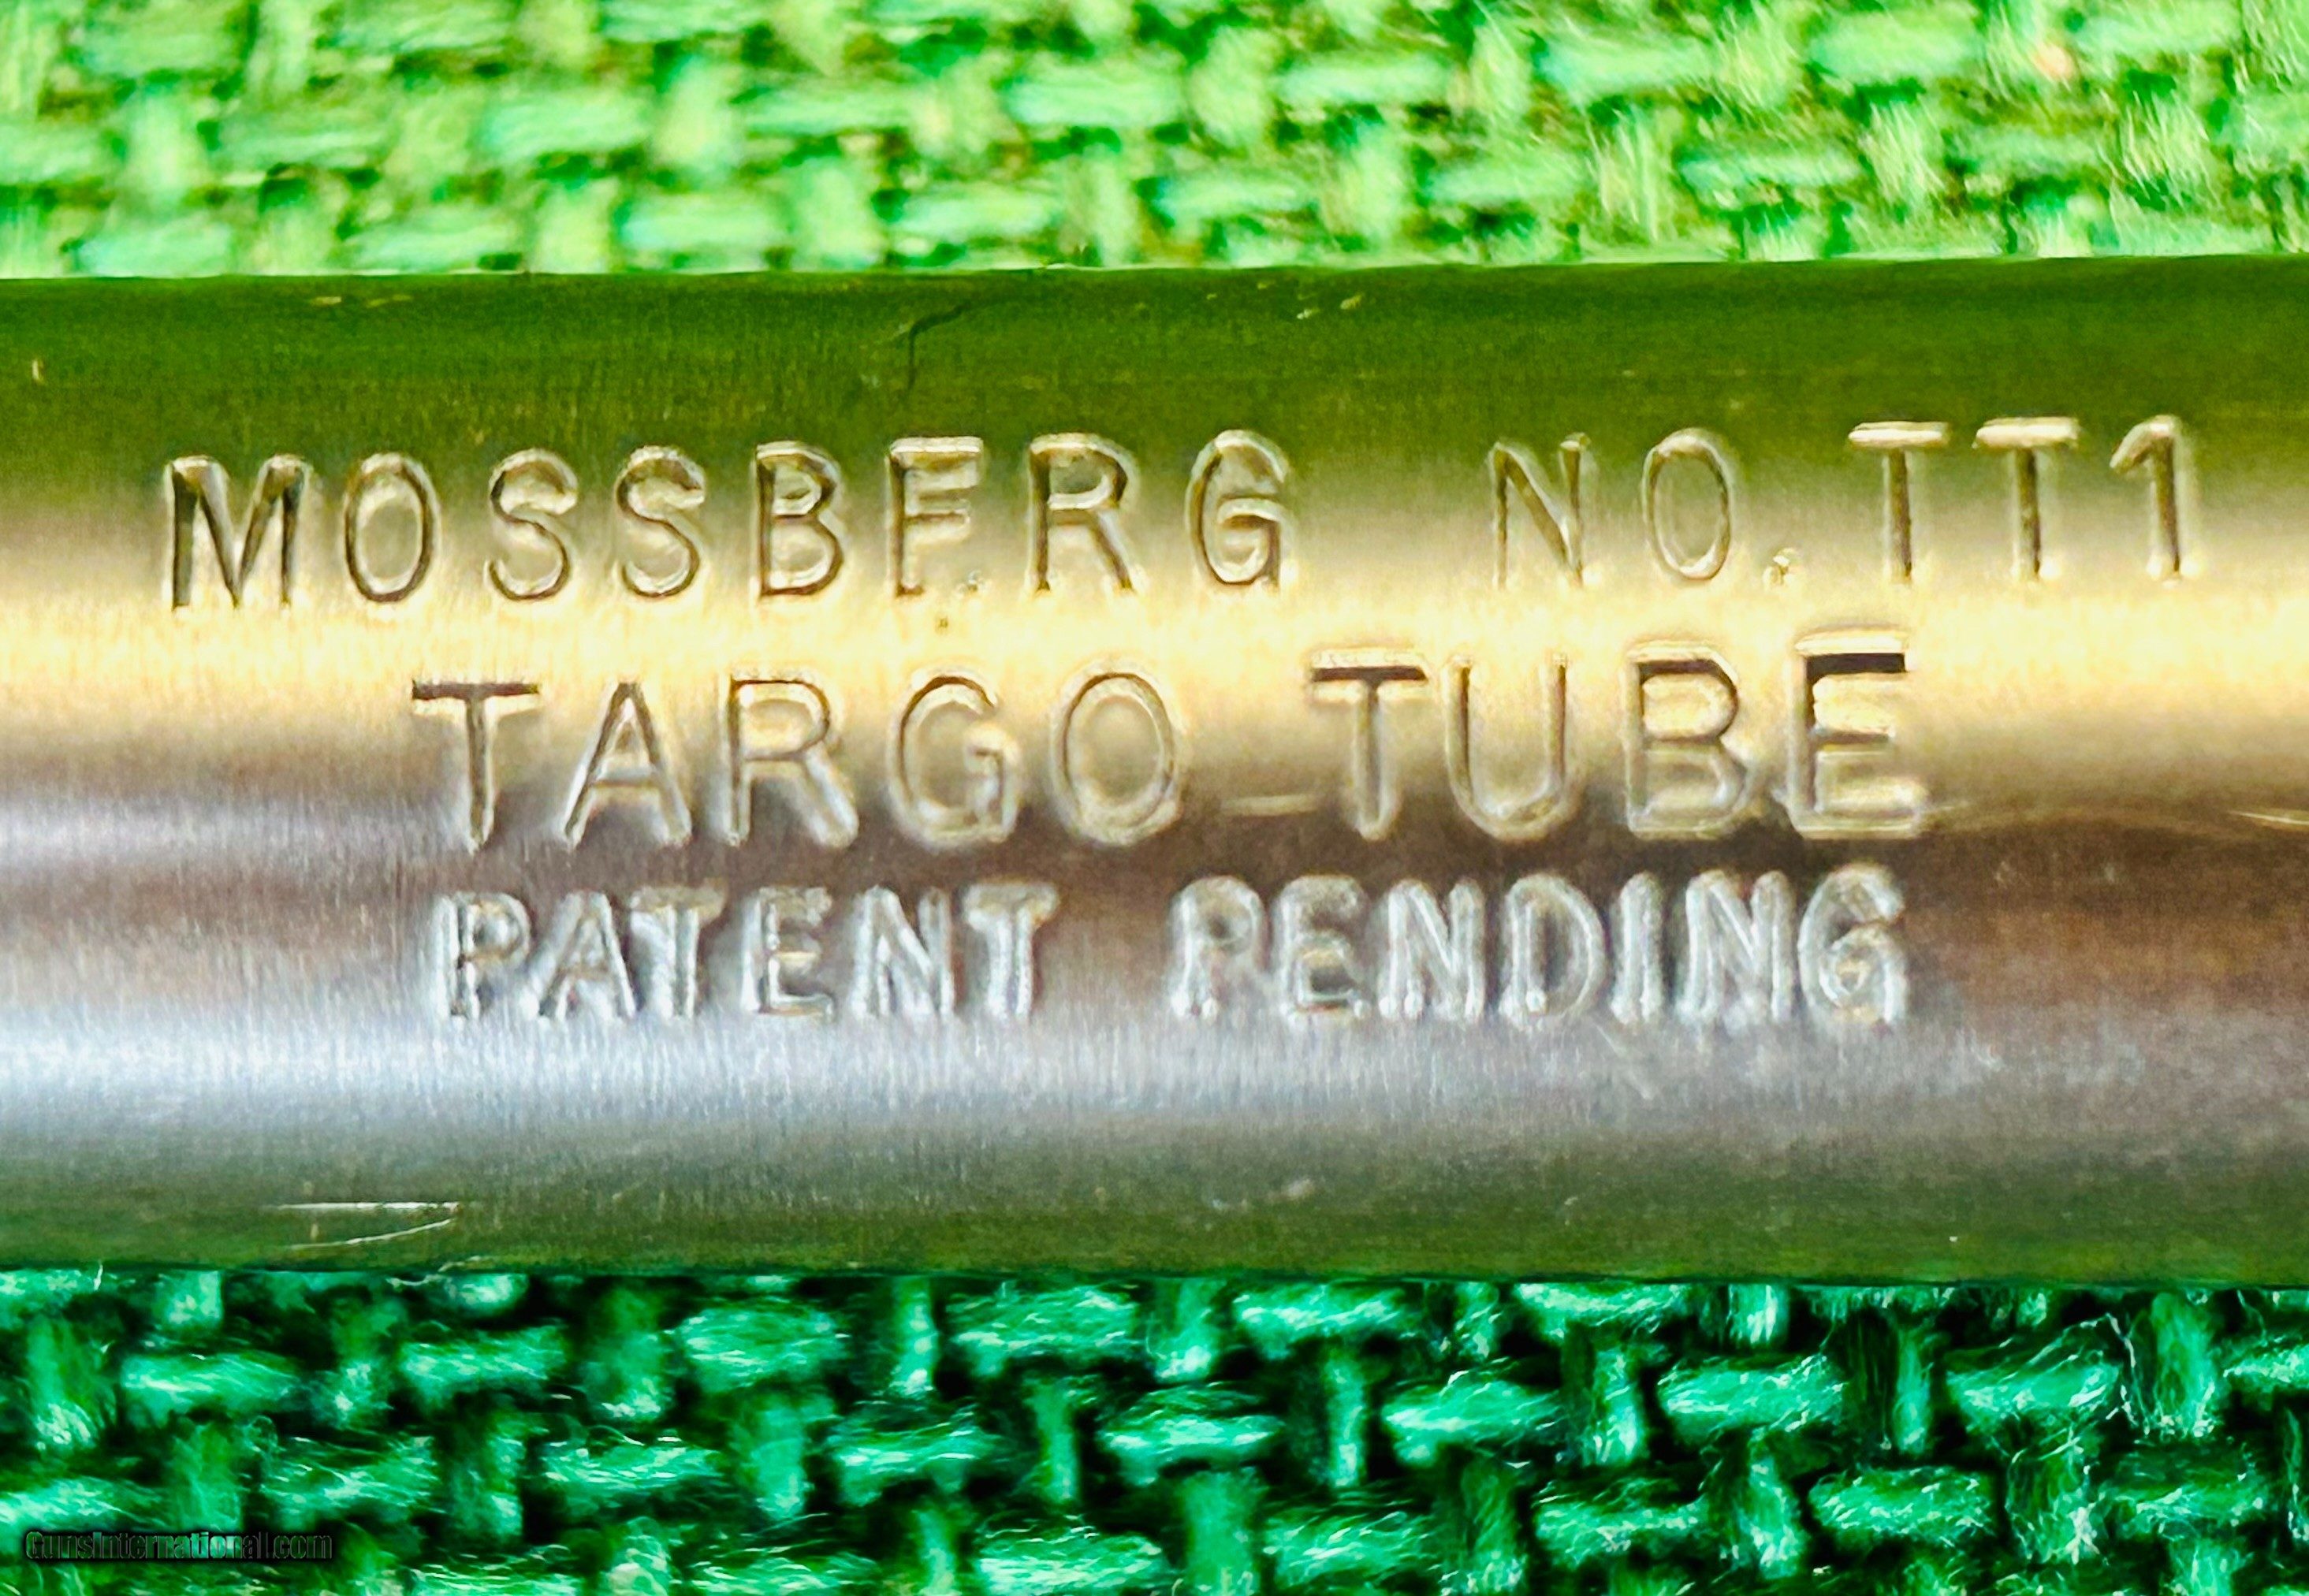 MOSSBERG NO. TT1
TARGO TUBE
PATENT PENDING
GunsInternational.com